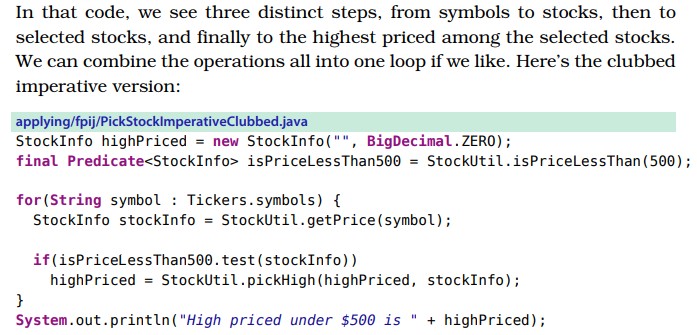 In that code, we see three distinct steps, from symbols to stocks, then to
selected stocks, and finally to the highest priced among the selected stocks.
We can combine the operations all into one loop if we like. Here’s the clubbed
imperative version:
applying/fpij/PickStockImperativeClubbed.java
StockInfo highPriced = new StockInfo("", BigDecimal.ZERO);
final Predicate<StockInfo> isPriceLessThan500 = StockUtil.isPriceLessThan(500);
for(String symbol : Tickers.symbols) {
  StockInfo stockInfo = StockUtil.getPrice(symbol);
  if(isPriceLessThan500.test(stockInfo))
    highPriced = StockUtil.pickHigh(highPriced, stockInfo);
}
System.out.println("High priced under $500 is " + highPriced);